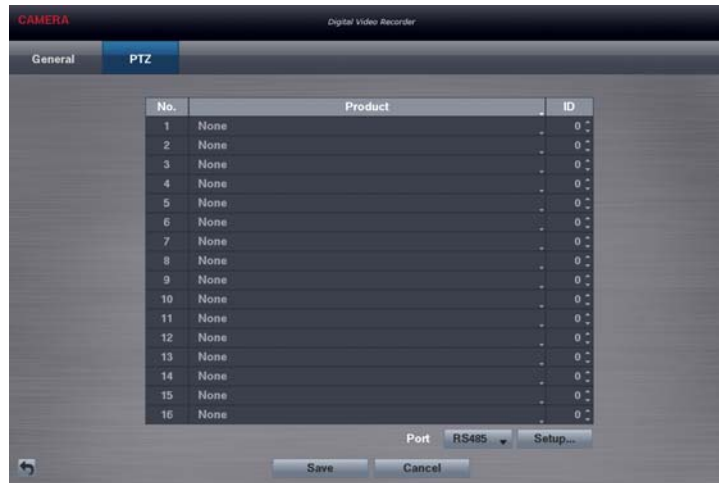 CAMERA Digital Video Recorder
General PTZ
No. Product ID
1 None 0
2 None 0
3 None 0
4 None 0
5 None 0
6 None 0
7 None 0
8 None 0
9 None 0
10 None 0
11 None 0
12 None 0
13 None 0
14 None 0
15 None 0
16 None 0
Port RS485 Setup...
Save Cancel